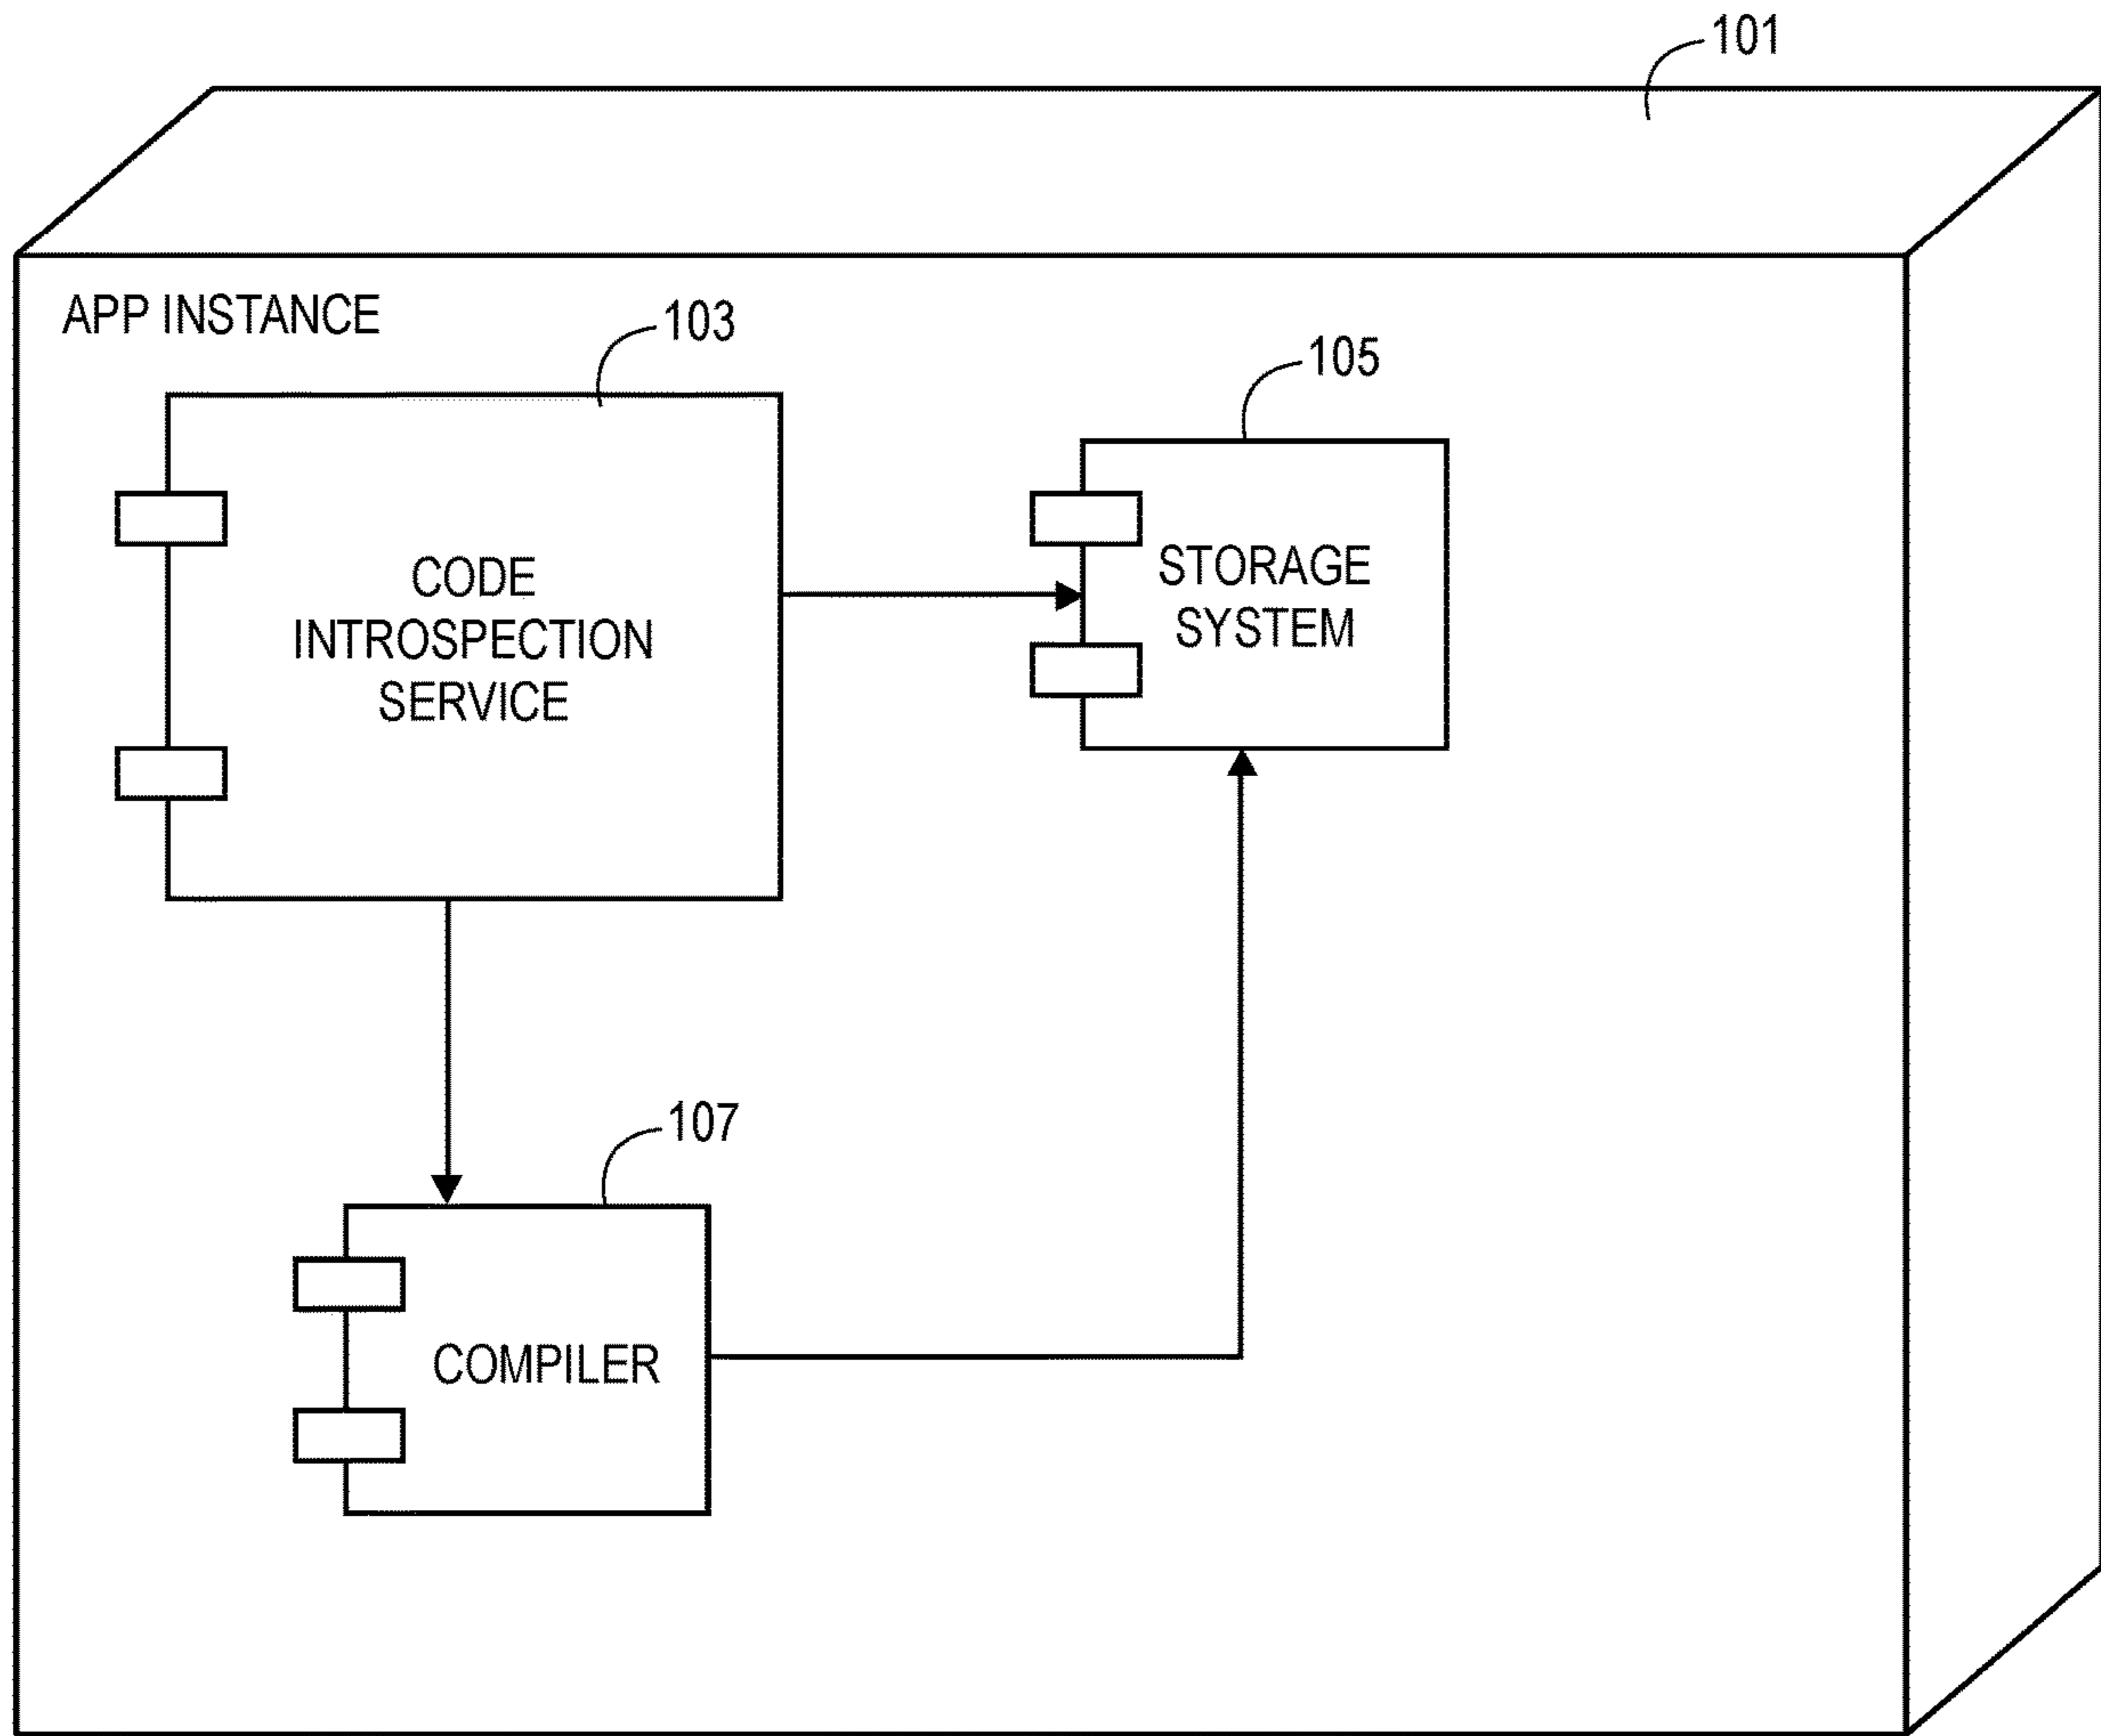 101
APP INSTANCE
103
105
CODE
INTROSPECTION
SERVICE
STORAGE
SYSTEM
107
COMPILER